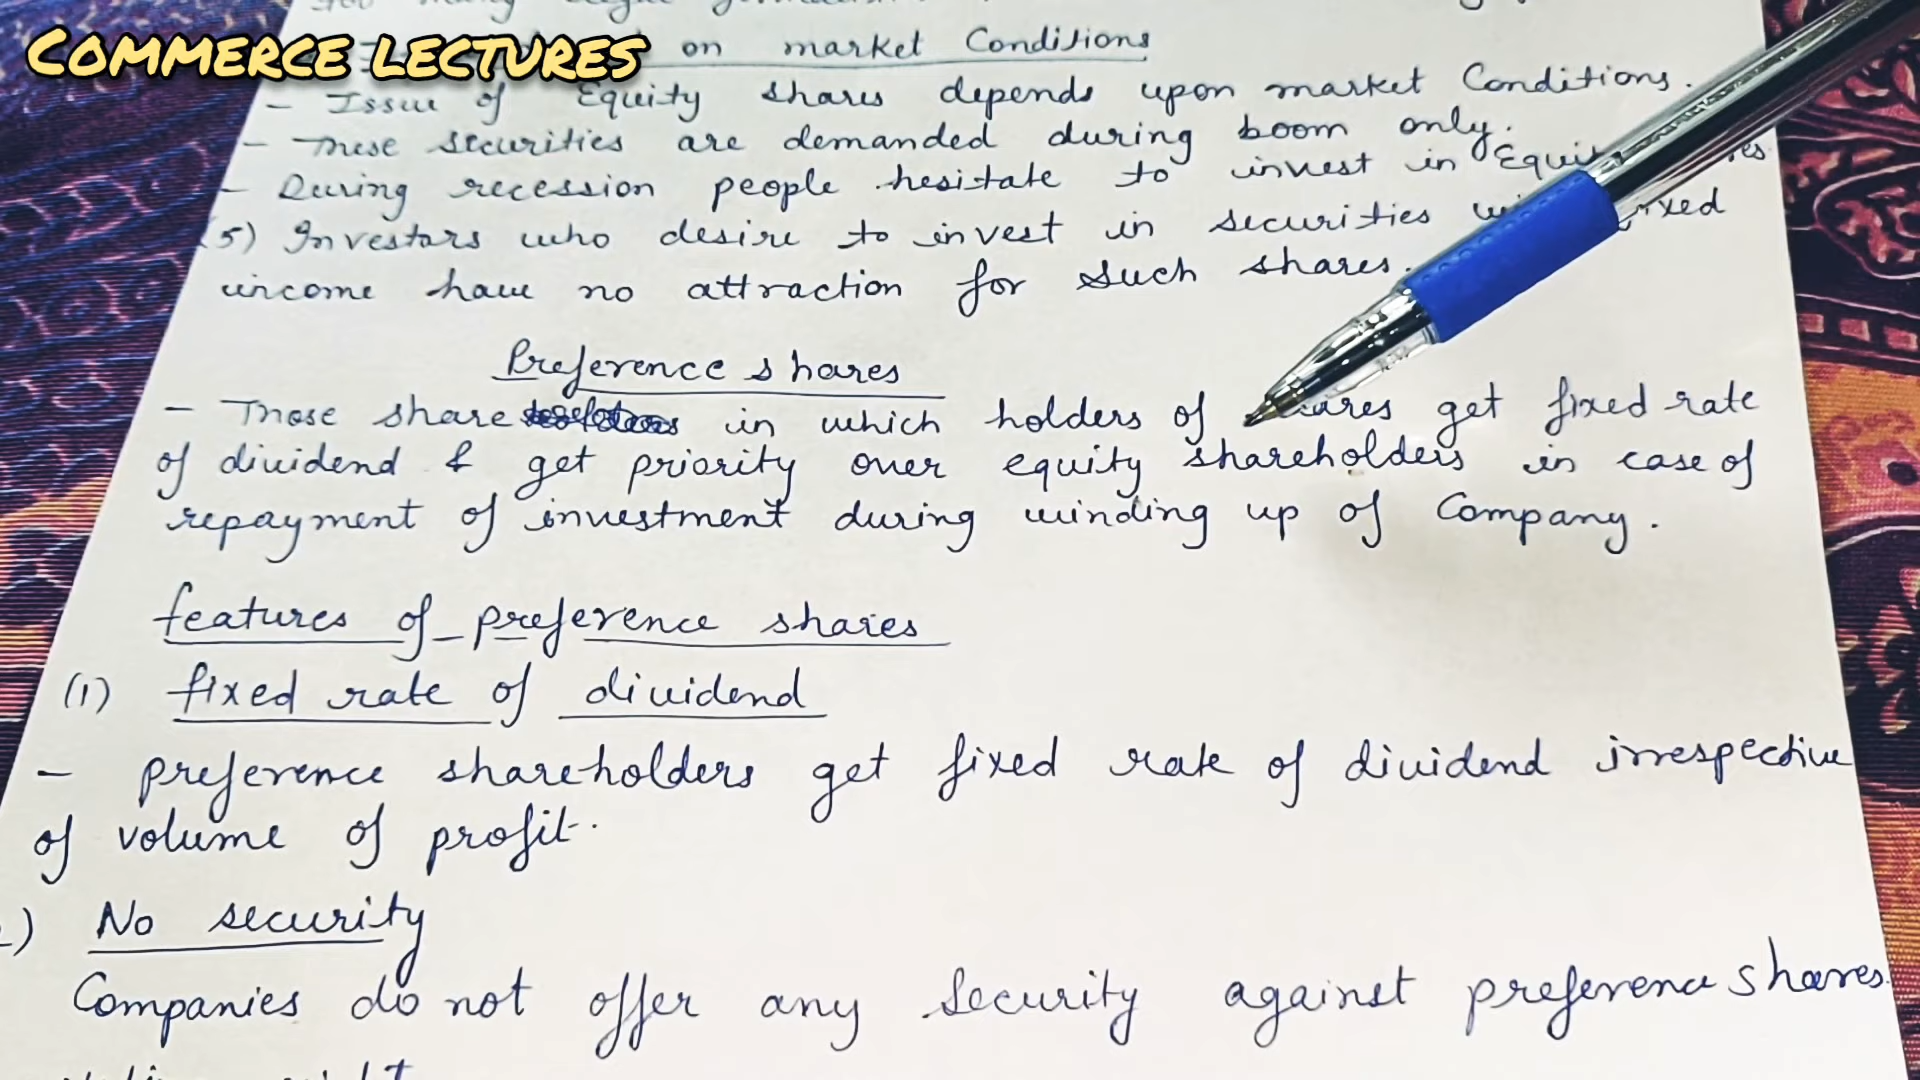 COMMERCE LECTURES
on market Conditions
- Issue of Equity shares depends upon market Conditions.
- These securities are demanded during boom only.
- During recession people hesitate to invest in
(5) Investors who desire to invest in securities
income have no attraction for such shares.
Preference shares
- Those share in which holders of get fixed rate
of dividend & get priority over equity shareholders in case of
repayment of investment during winding up of Company.
features of preference shares
(1) fixed rate of dividend
- preference shareholders get fixed rate of dividend irrespective
of volume of profit.
No security
Companies do not offer any security against preference shares.